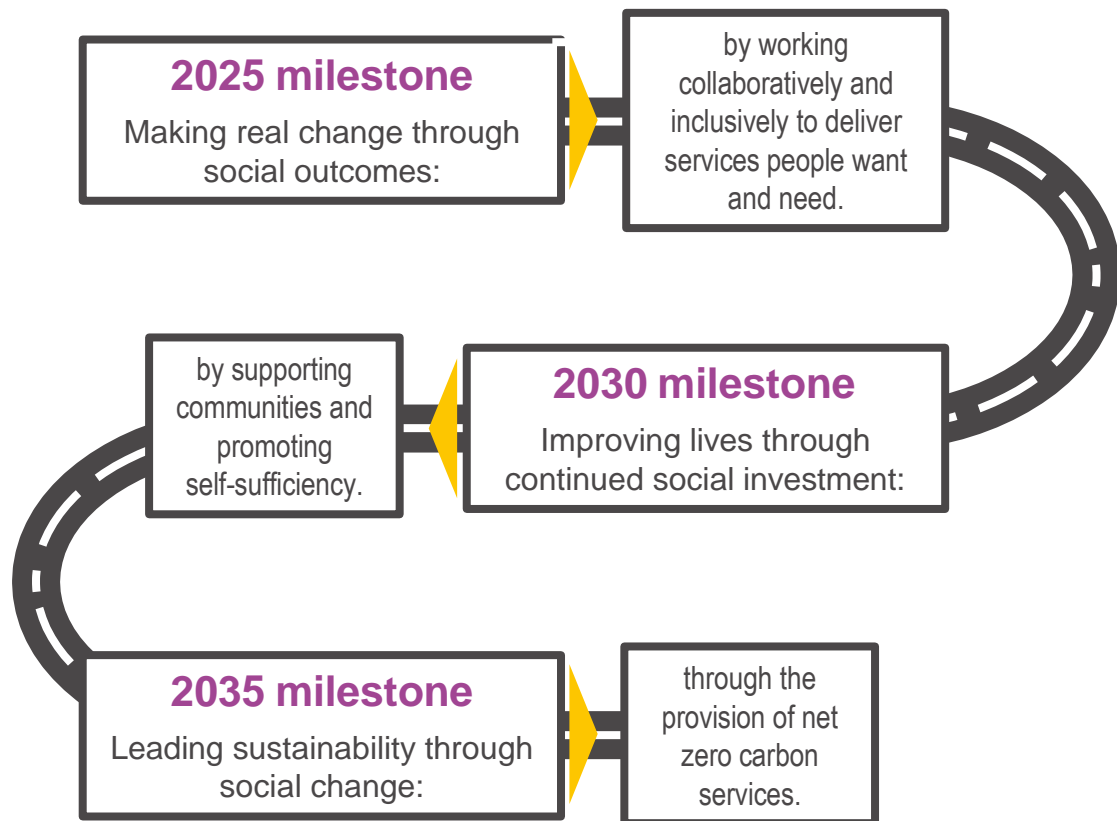 2025 milestone
Making real change through
social outcomes:
by working
collaboratively and
inclusively to deliver
services people want
and need.
2030 milestone
Improving lives through
continued social investment:
by supporting
communities and
promoting
self-sufficiency.
2035 milestone
Leading sustainability through
social change:
through the
provision of net
zero carbon
services.